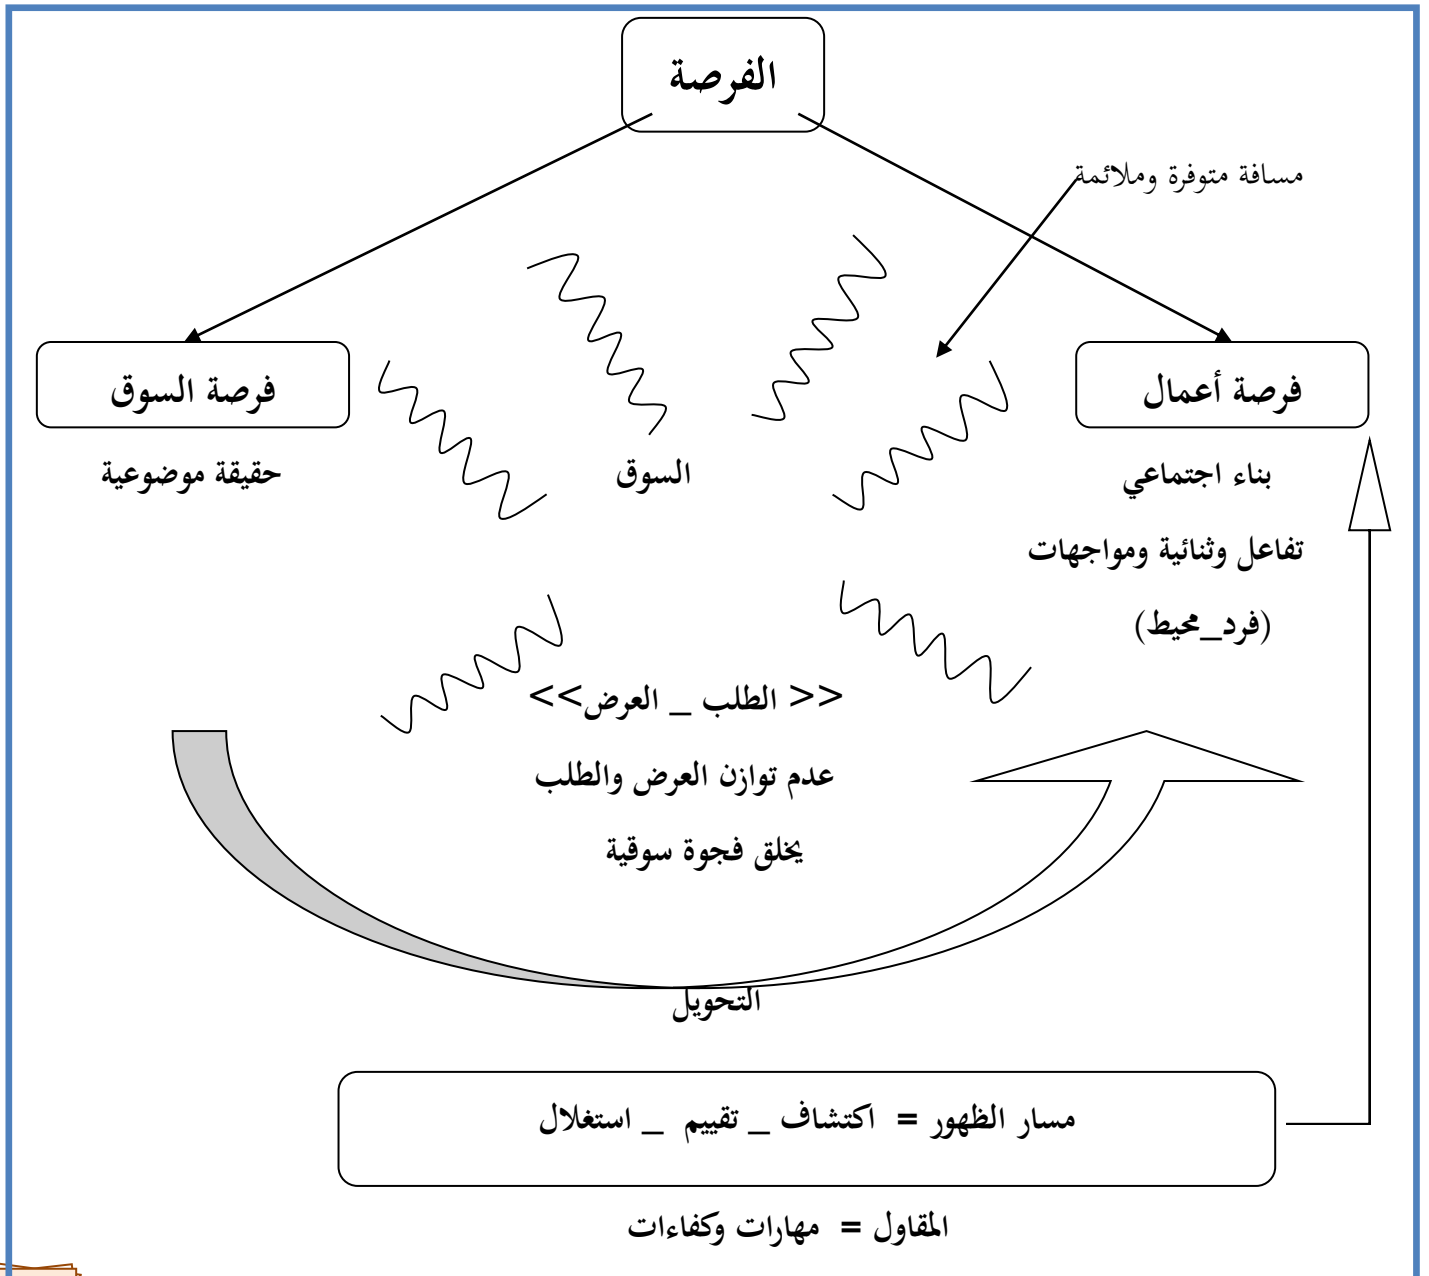 الفرصة
مسافة متوفرة وملائمة
فرصة أعمال
فرصة السوق
بناء اجتماعي
السوق
حقيقة موضوعية
تفاعل وثنائية ومواجهات
(فرد_محيط)
<< الطلب _ العرض>>
عدم توازن العرض والطلب
يخلق فجوة سوقية
التحويل
مسار الظهور = اكتشاف _ تقييم _ استغلال
المقاول = مهارات وكفاءات